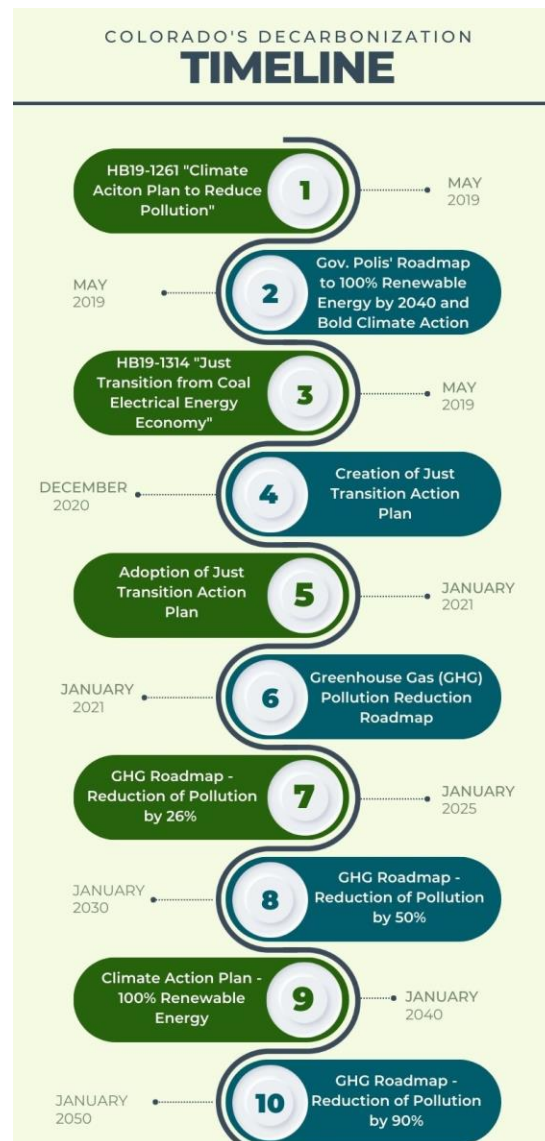 COLORADO'S DECARBONIZATION
TIMELINE
HB19-1261 "Climate
Aciton Plan to Reduce
Pollution"
1
MAY
2019
MAY
2019
2
Gov. Polis' Roadmap
to 100% Renewable
Energy by 2040 and
Bold Climate Action
HB19-1314 "Just
Transition from Coal
Electrical Energy
Economy"
3
MAY
2019
DECEMBER
2020
4
Creation of Just
Transition Action
Plan
Adoption of Just
Transition Action
Plan
5
JANUARY
2021
JANUARY
2021
6
Greenhouse Gas (GHG)
Pollution Reduction
Roadmap
GHG Roadmap -
Reduction of Pollution
by 26%
7
JANUARY
2025
JANUARY
2030
8
GHG Roadmap -
Reduction of Pollution
by 50%
Climate Action Plan -
100% Renewable
Energy
9
JANUARY
2040
JANUARY
2050
10
GHG Roadmap -
Reduction of Pollution
by 90%